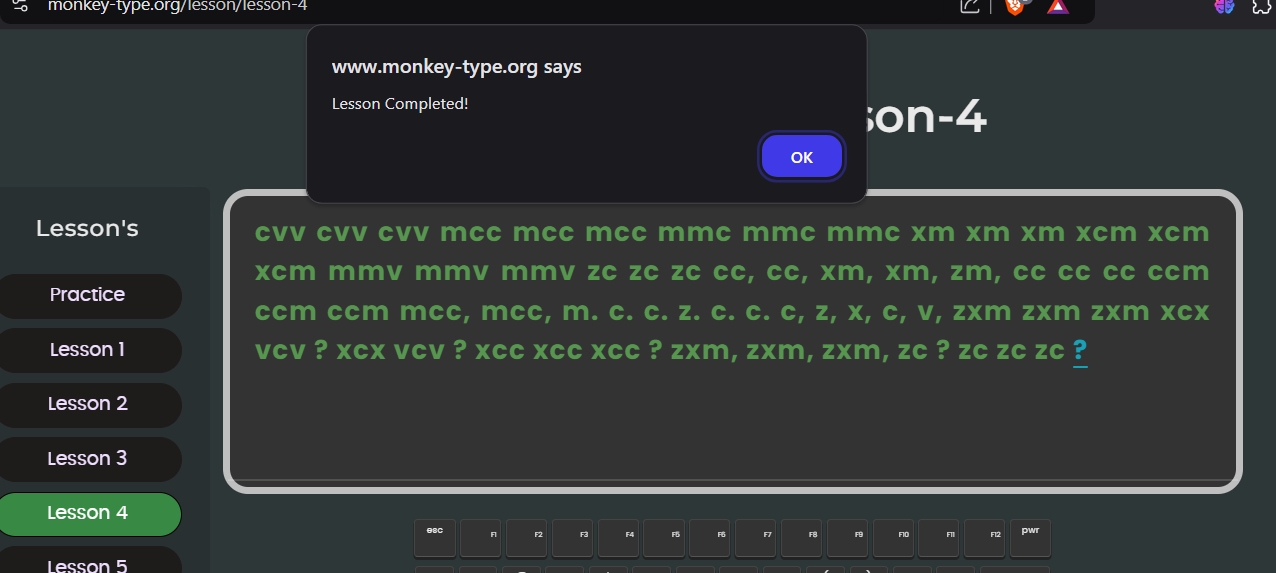 monkey-type.org/lesson/lesson-4
www.monkey-type.org says
Lesson Completed!
OK
son-4
Lesson's
Practice
Lesson 1
Lesson 2
Lesson 3
Lesson 4
Lesson 5
cvv cvv cvv mcc mcc mcc mmc mmc mmc xm xm xm xcm xcm
xcm mmv mmv mmv zc zc zc cc, cc, xm, xm, zm, cc cc cc ccm
ccm ccm mcc, mcc, m. c. c. z. c. c. c, z, x, c, v, zxm zxm zxm xcx
vcv ? xcx vcv ? xcc xcc xcc ? zxm, zxm, zxm, zc ? zc zc zc ?
esc F1 F2 F3 F4 F5 F6 F7 F8 F9 F10 F11 F12 pwr